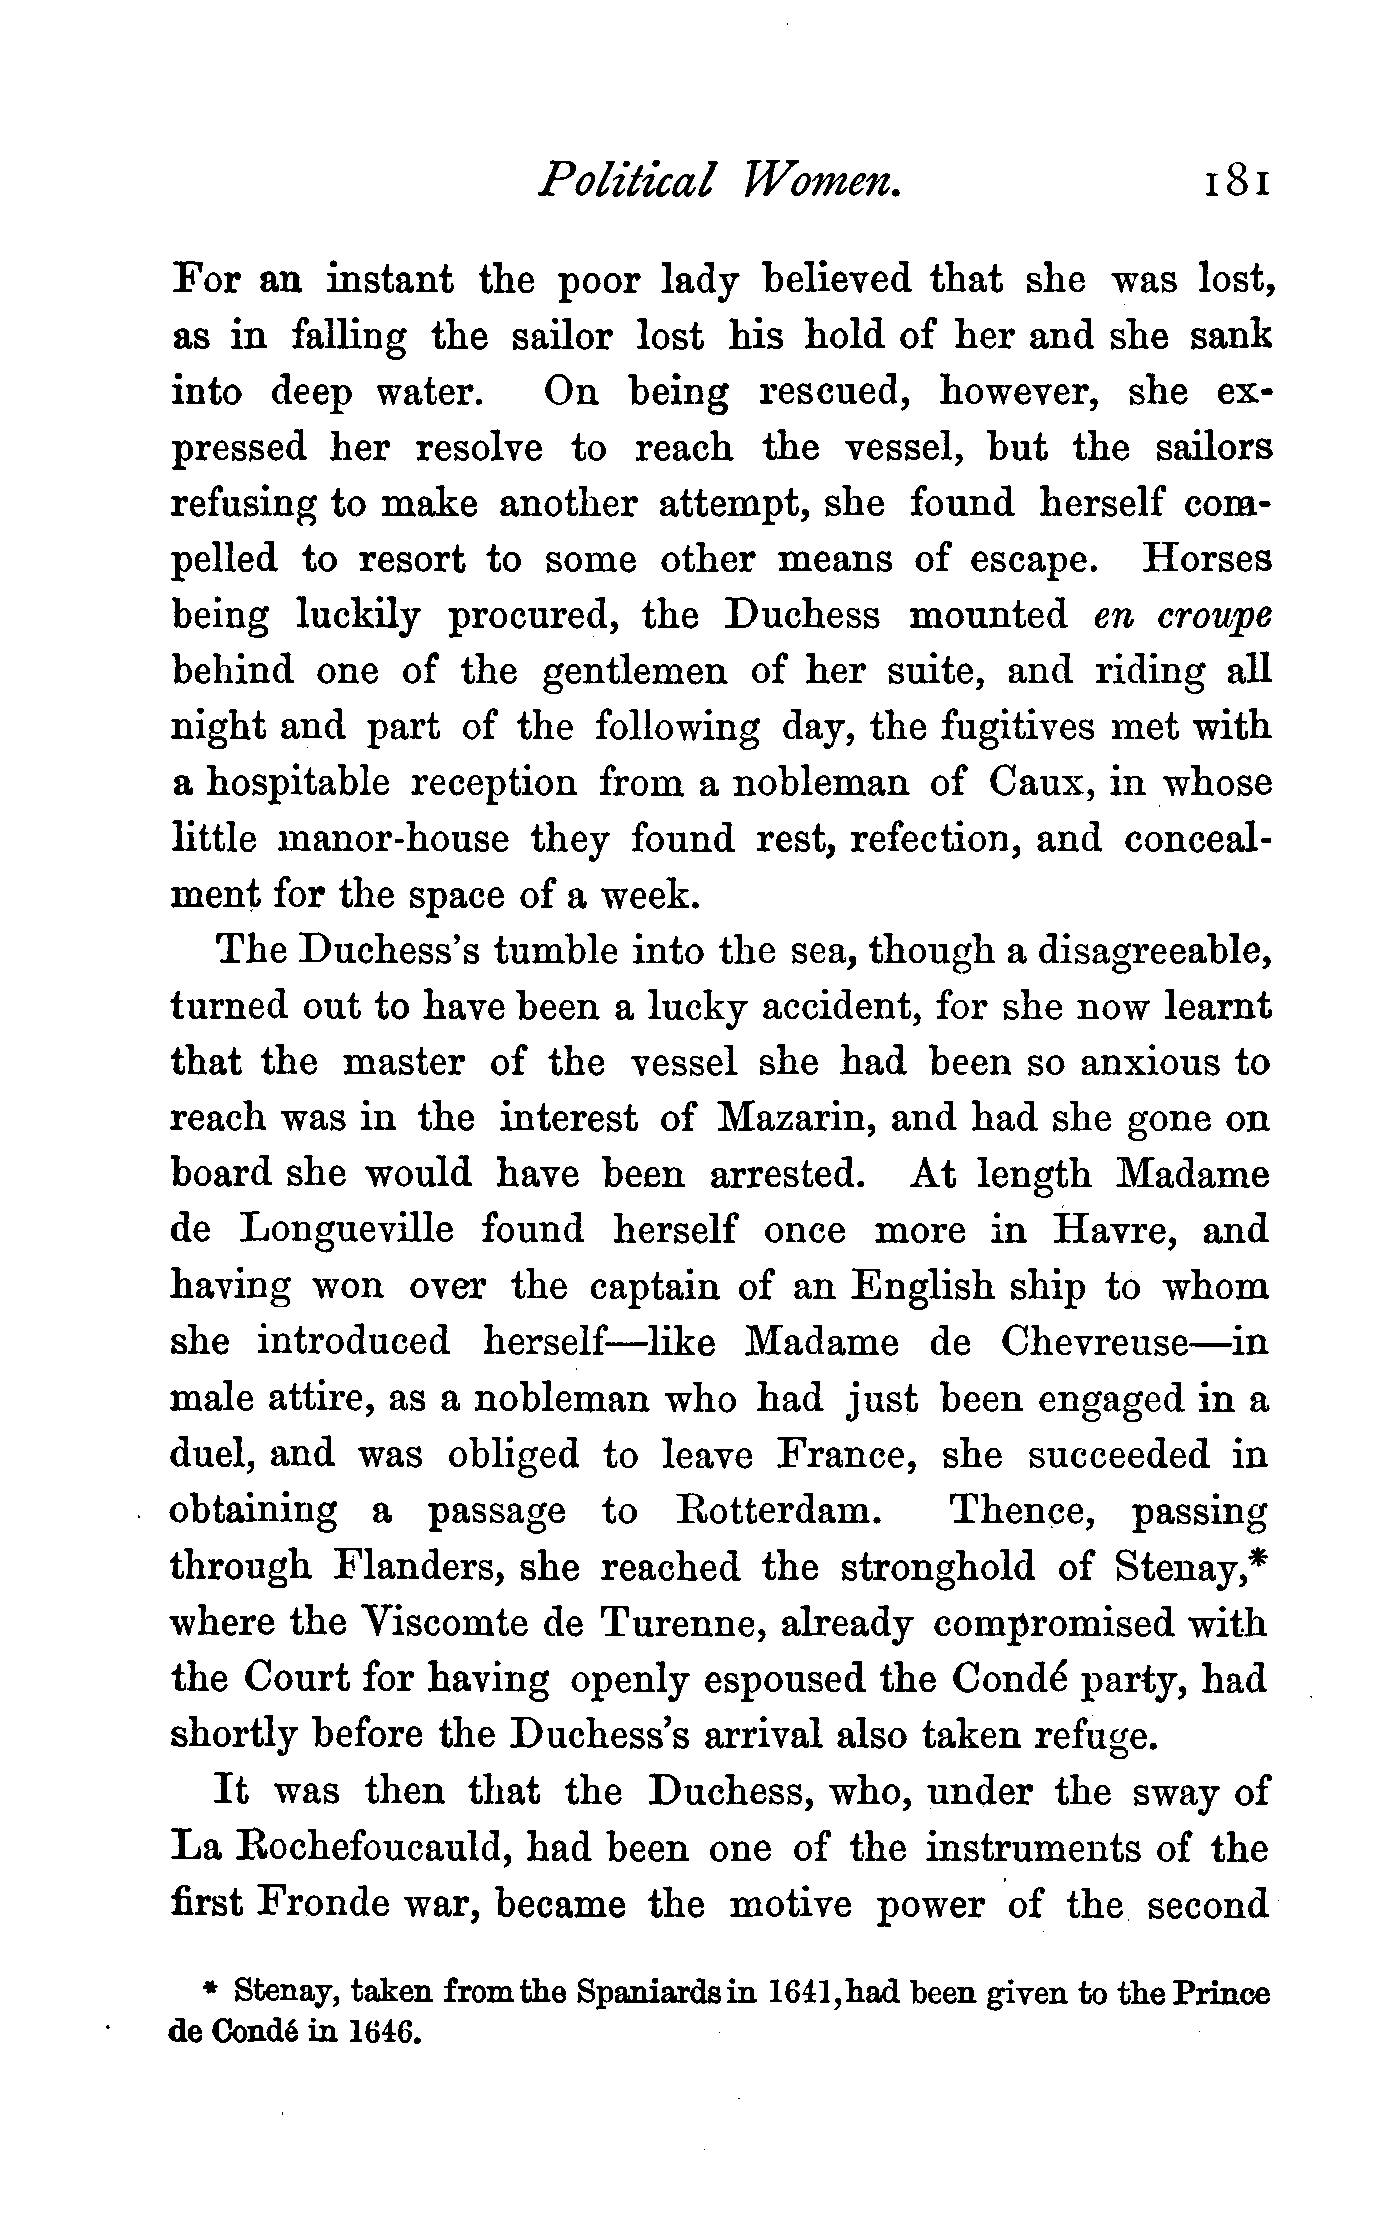 Political Women. 181
For an instant the poor lady believed that she was lost,
as in falling the sailor lost his hold of her and she sank
into deep water. On being rescued, however, she ex-
pressed her resolve to reach the vessel, but the sailors
refusing to make another attempt, she found herself com-
pelled to resort to some other means of escape. Horses
being luckily procured, the Duchess mounted en croupe
behind one of the gentlemen of her suite, and riding all
night and part of the following day, the fugitives met with
a hospitable reception from a nobleman of Caux, in whose
little manor-house they found rest, refection, and conceal-
ment for the space of a week.
The Duchess's tumble into the sea, though a disagreeable,
turned out to have been a lucky accident, for she now learnt
that the master of the vessel she had been so anxious to
reach was in the interest of Mazarin, and had she gone on
board she would have been arrested. At length Madame
de Longueville found herself once more in Havre, and
having won over the captain of an English ship to whom
she introduced herself—like Madame de Chevreuse—in
male attire, as a nobleman who had just been engaged in a
duel, and was obliged to leave France, she succeeded in
obtaining a passage to Rotterdam. Thence, passing
through Flanders, she reached the stronghold of Stenay,*
where the Viscomte de Turenne, already compromised with
the Court for having openly espoused the Condé party, had
shortly before the Duchess's arrival also taken refuge.
It was then that the Duchess, who, under the sway of
La Rochefoucauld, had been one of the instruments of the
first Fronde war, became the motive power of the second
* Stenay, taken from the Spaniards in 1641, had been given to the Prince
de Condé in 1646.